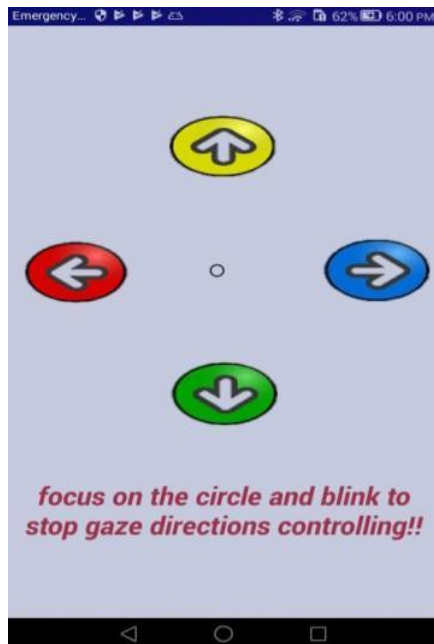 Emergency... 62% 6:00 PM
focus on the circle and blink to
stop gaze directions controlling!!